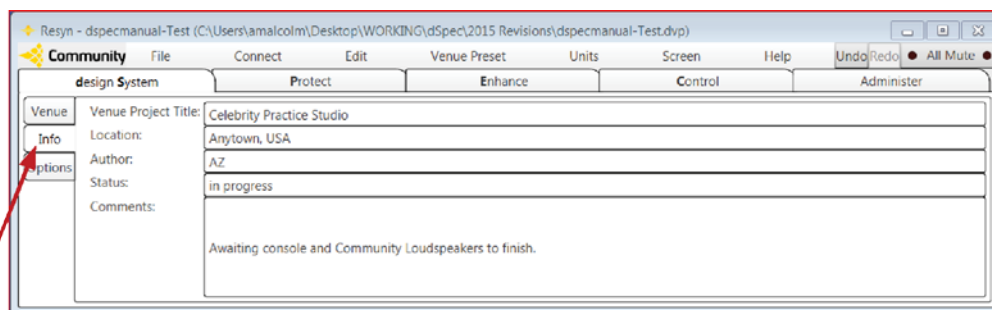 Resyn - dspecmanual-Test (C:\Users\amalcolm\Desktop\WORKING\dSpec\2015 Revisions\dspecmanual-Test.dvp)
Community File Connect Edit Venue Preset Units Screen Help Undo Redo All Mute
design System Protect Enhance Control Administer
Venue Venue Project Title: Celebrity Practice Studio
Info Location: Anytown, USA
Options Author: AZ
Status: in progress
Comments:
Awaiting console and Community Loudspeakers to finish.